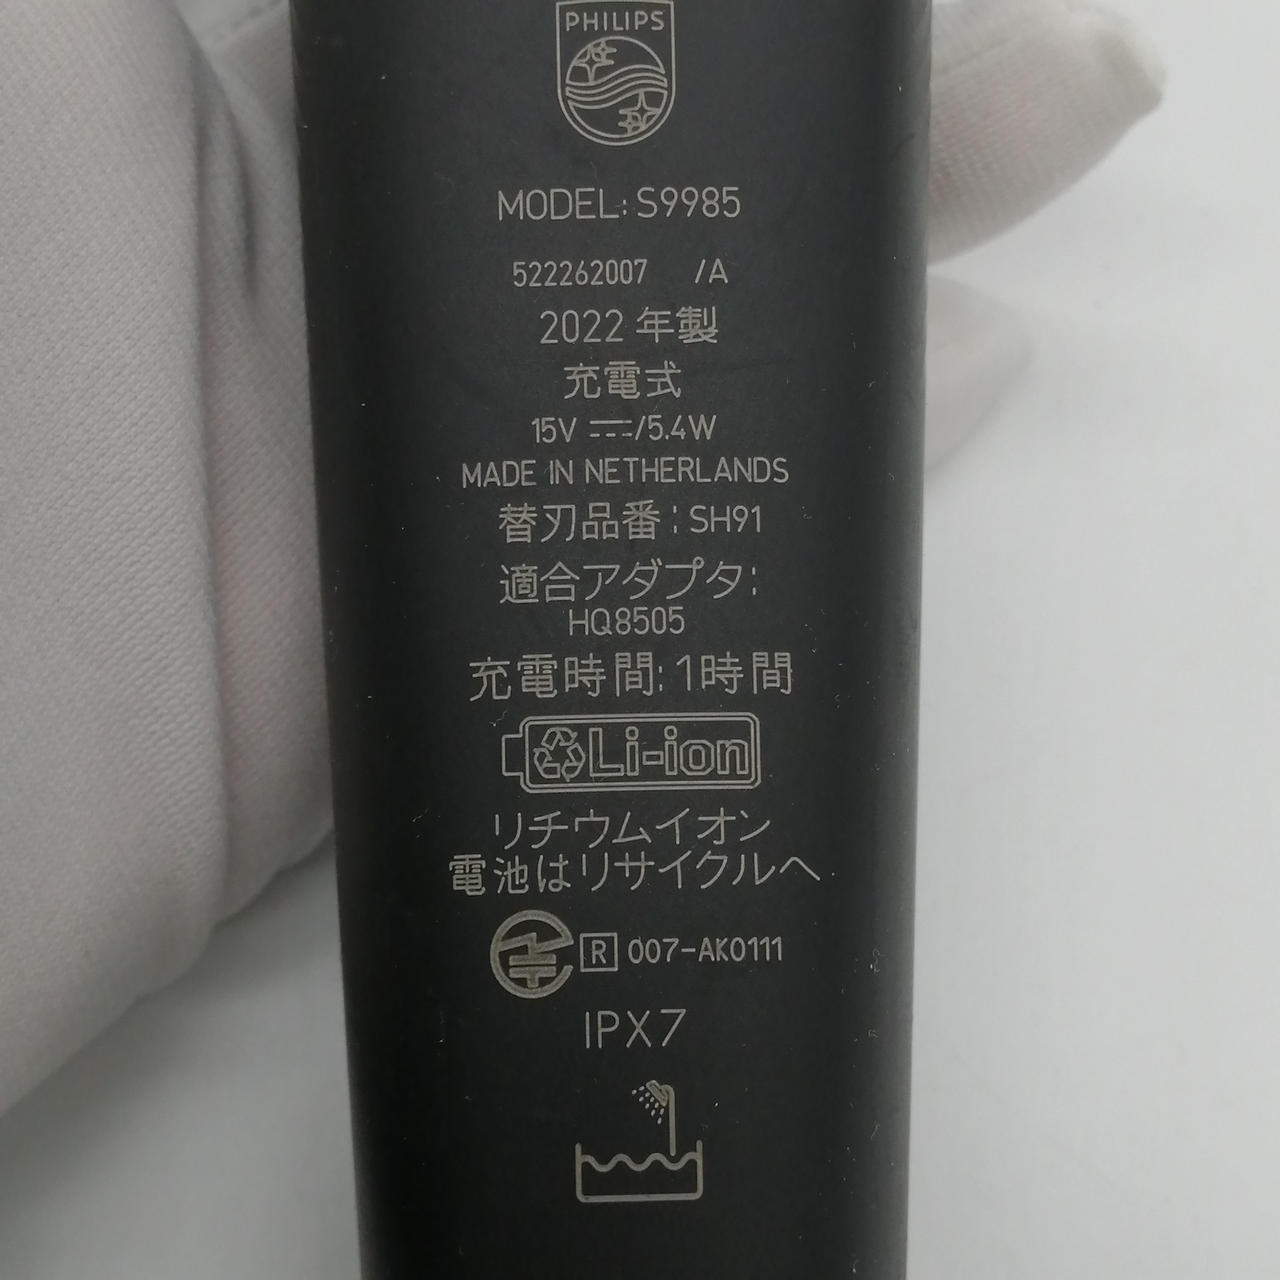 PHILIPS
MODEL: S9985
522262007 /A
2022 年製
充電式
15V ⎓/5.4W
MADE IN NETHERLANDS
替刃品番: SH91
適合アダプタ:
HQ8505
充電時間: 1時間
Li-ion
リチウムイオン
電池はリサイクルへ
R 007-AK0111
IPX7